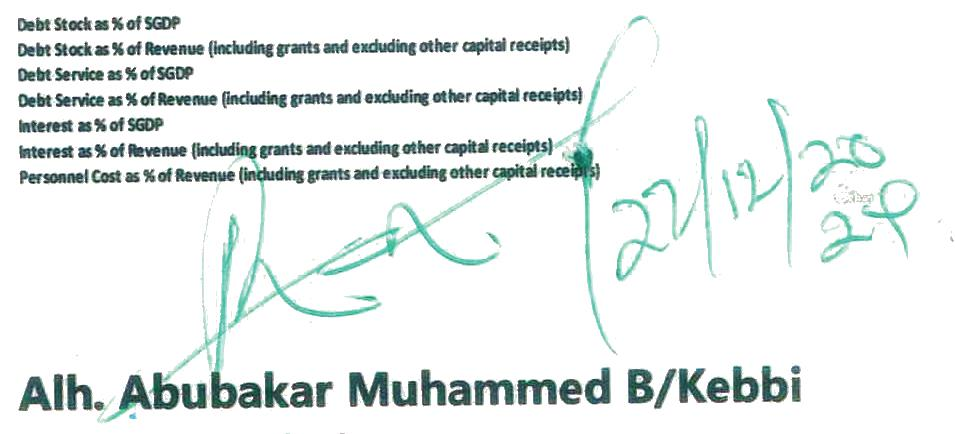 Debt Stock as % of SGDP
Debt Stock as % of Revenue (including grants and excluding other capital receipts)
Debt Service as % of SGDP
Debt Service as % of Revenue (including grants and excluding other capital receipts)
Interest as % of SGDP
Interest as % of Revenue (including grants and excluding other capital receipts)
Personnel Cost as % of Revenue (including grants and excluding other capital receipts)
22/12/20
Alh. Abubakar Muhammed B/Kebbi